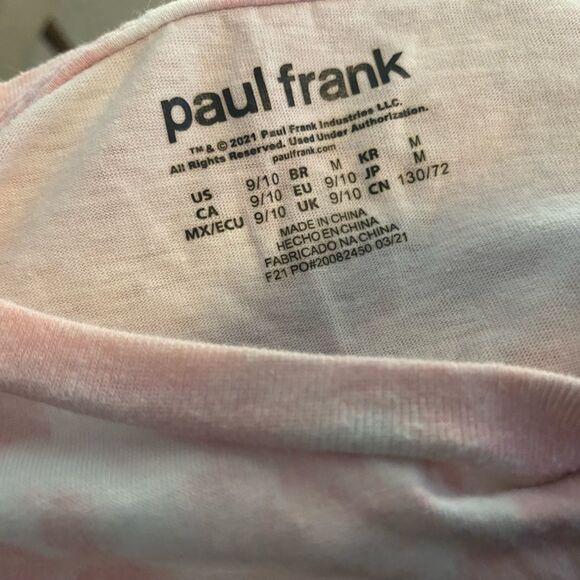 paul frank
TM & © 2021 Paul Frank Industries LLC.
All Rights Reserved. Used Under Authorization.
paulfrank.com
US 9/10 BR M KR M
CA 9/10 EU 9/10 JP M
MX/ECU 9/10 UK 9/10 CN 130/72
MADE IN CHINA
HECHO EN CHINA
FABRICADO NA CHINA
F21 PO#20082450 03/21